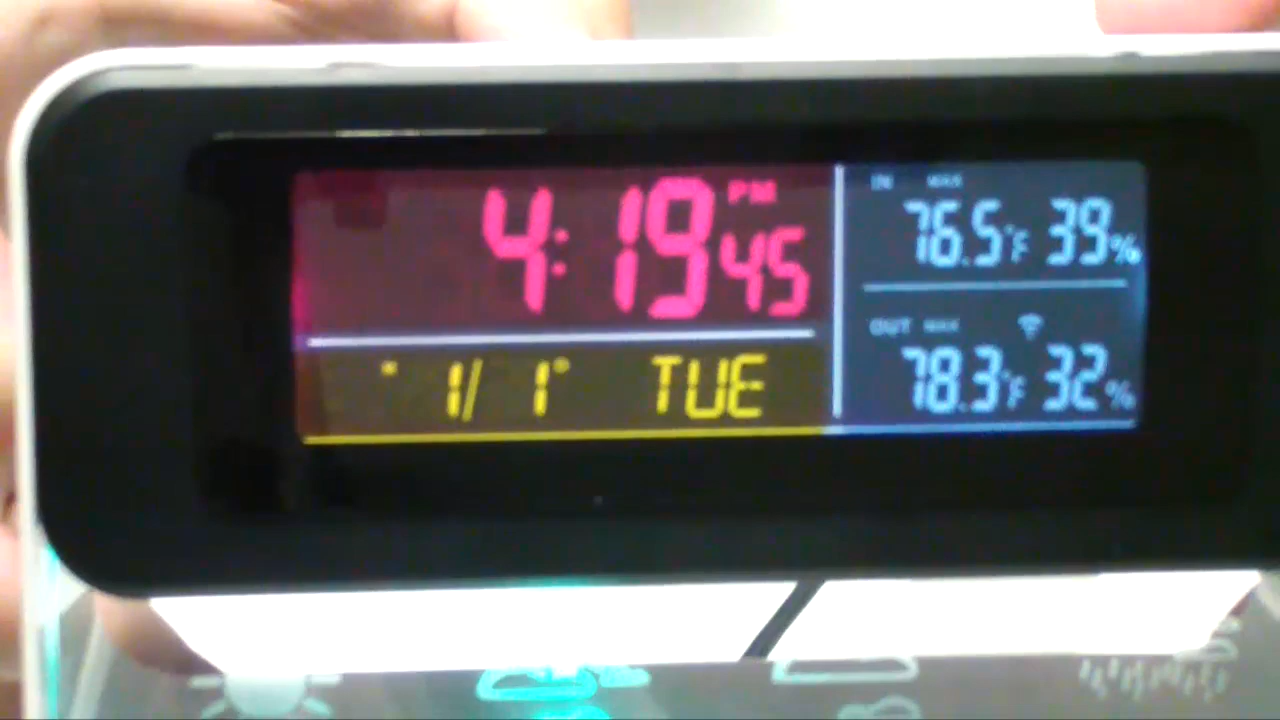 4:19 45 PM
1/ 1 TUE
IN MAX
76.5°F 39%
OUT MAX
78.3°F 32%